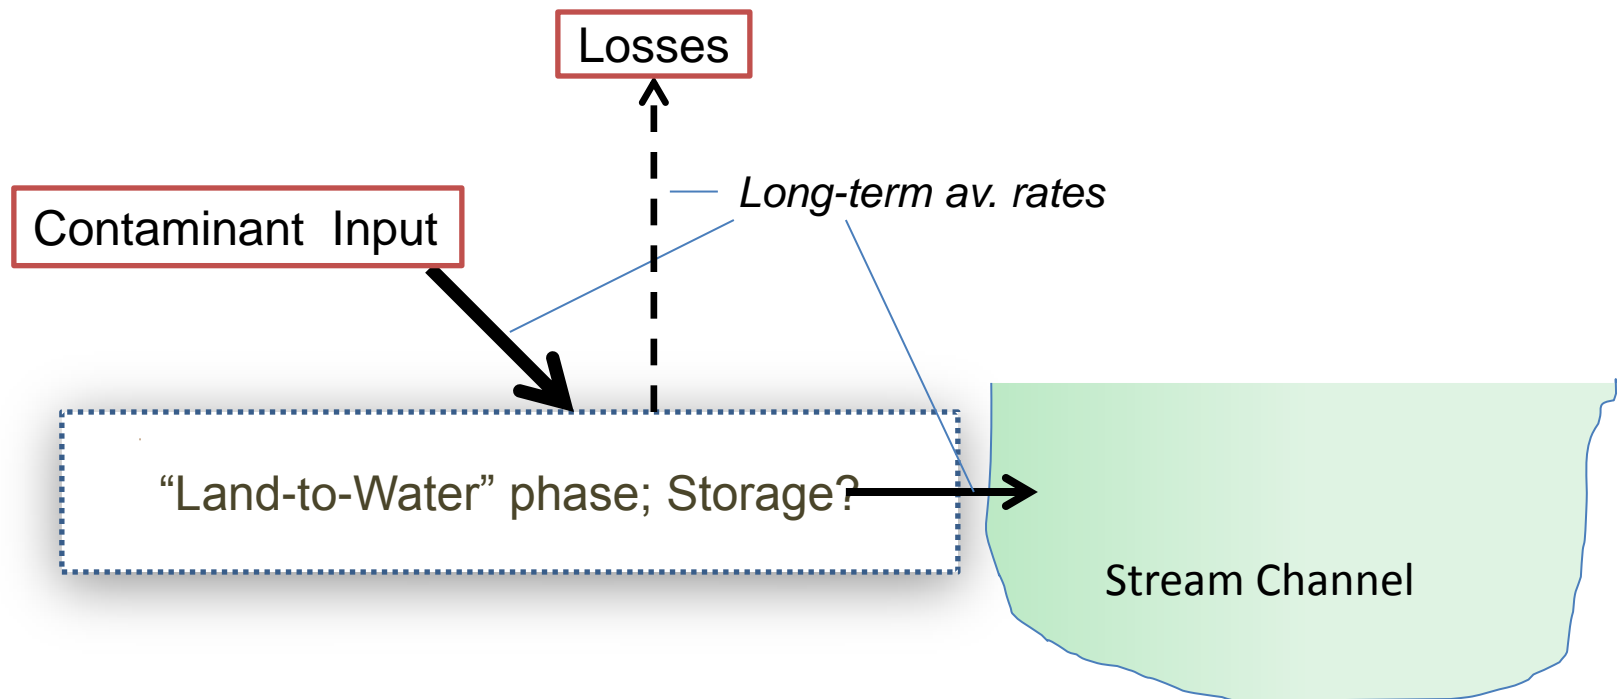 Losses
Long-term av. rates
Contaminant Input
“Land-to-Water” phase; Storage?
Stream Channel